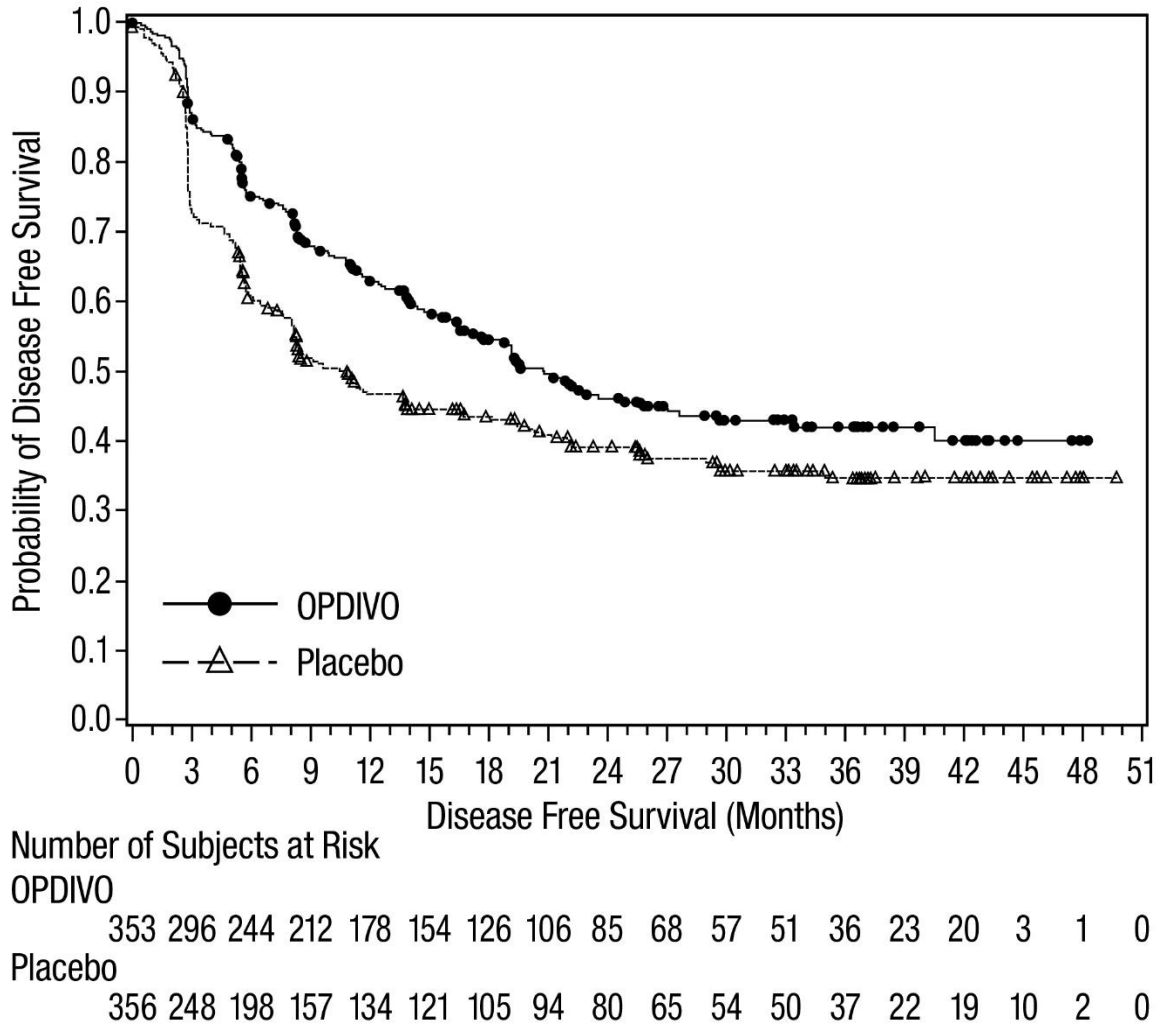 Probability of Disease Free Survival
1.0
0.9
0.8
0.7
0.6
0.5
0.4
0.3
0.2
0.1
0.0
OPDIVO
Placebo
0 3 6 9 12 15 18 21 24 27 30 33 36 39 42 45 48 51
Disease Free Survival (Months)
Number of Subjects at Risk
OPDIVO
353 296 244 212 178 154 126 106 85 68 57 51 36 23 20 3 1 0
Placebo
356 248 198 157 134 121 105 94 80 65 54 50 37 22 19 10 2 0